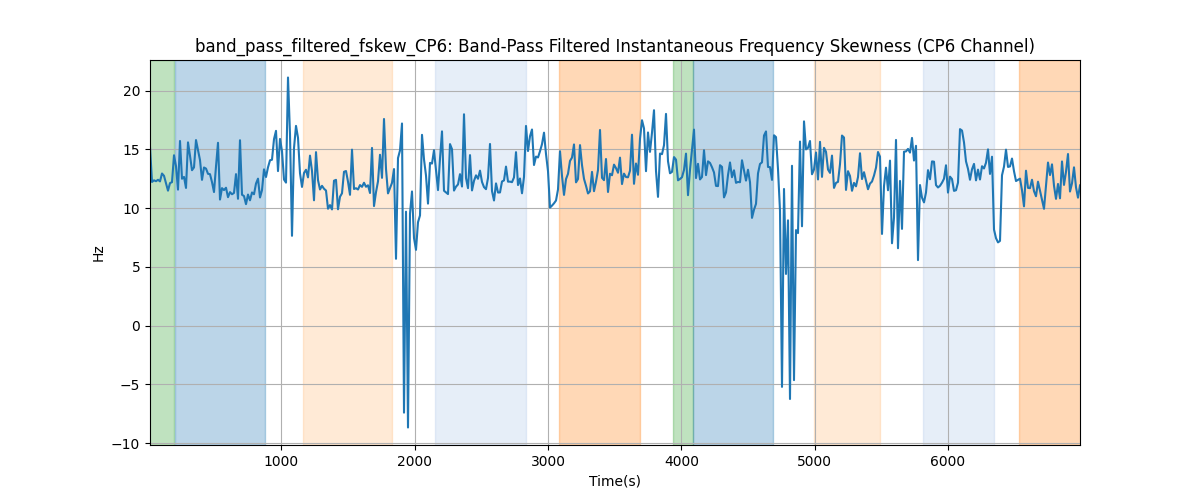 band_pass_filtered_fskew_CP6: Band-Pass Filtered Instantaneous Frequency Skewness (CP6 Channel)
20
15
10
5
0
−5
−10
Hz
1000 2000 3000 4000 5000 6000
Time(s)